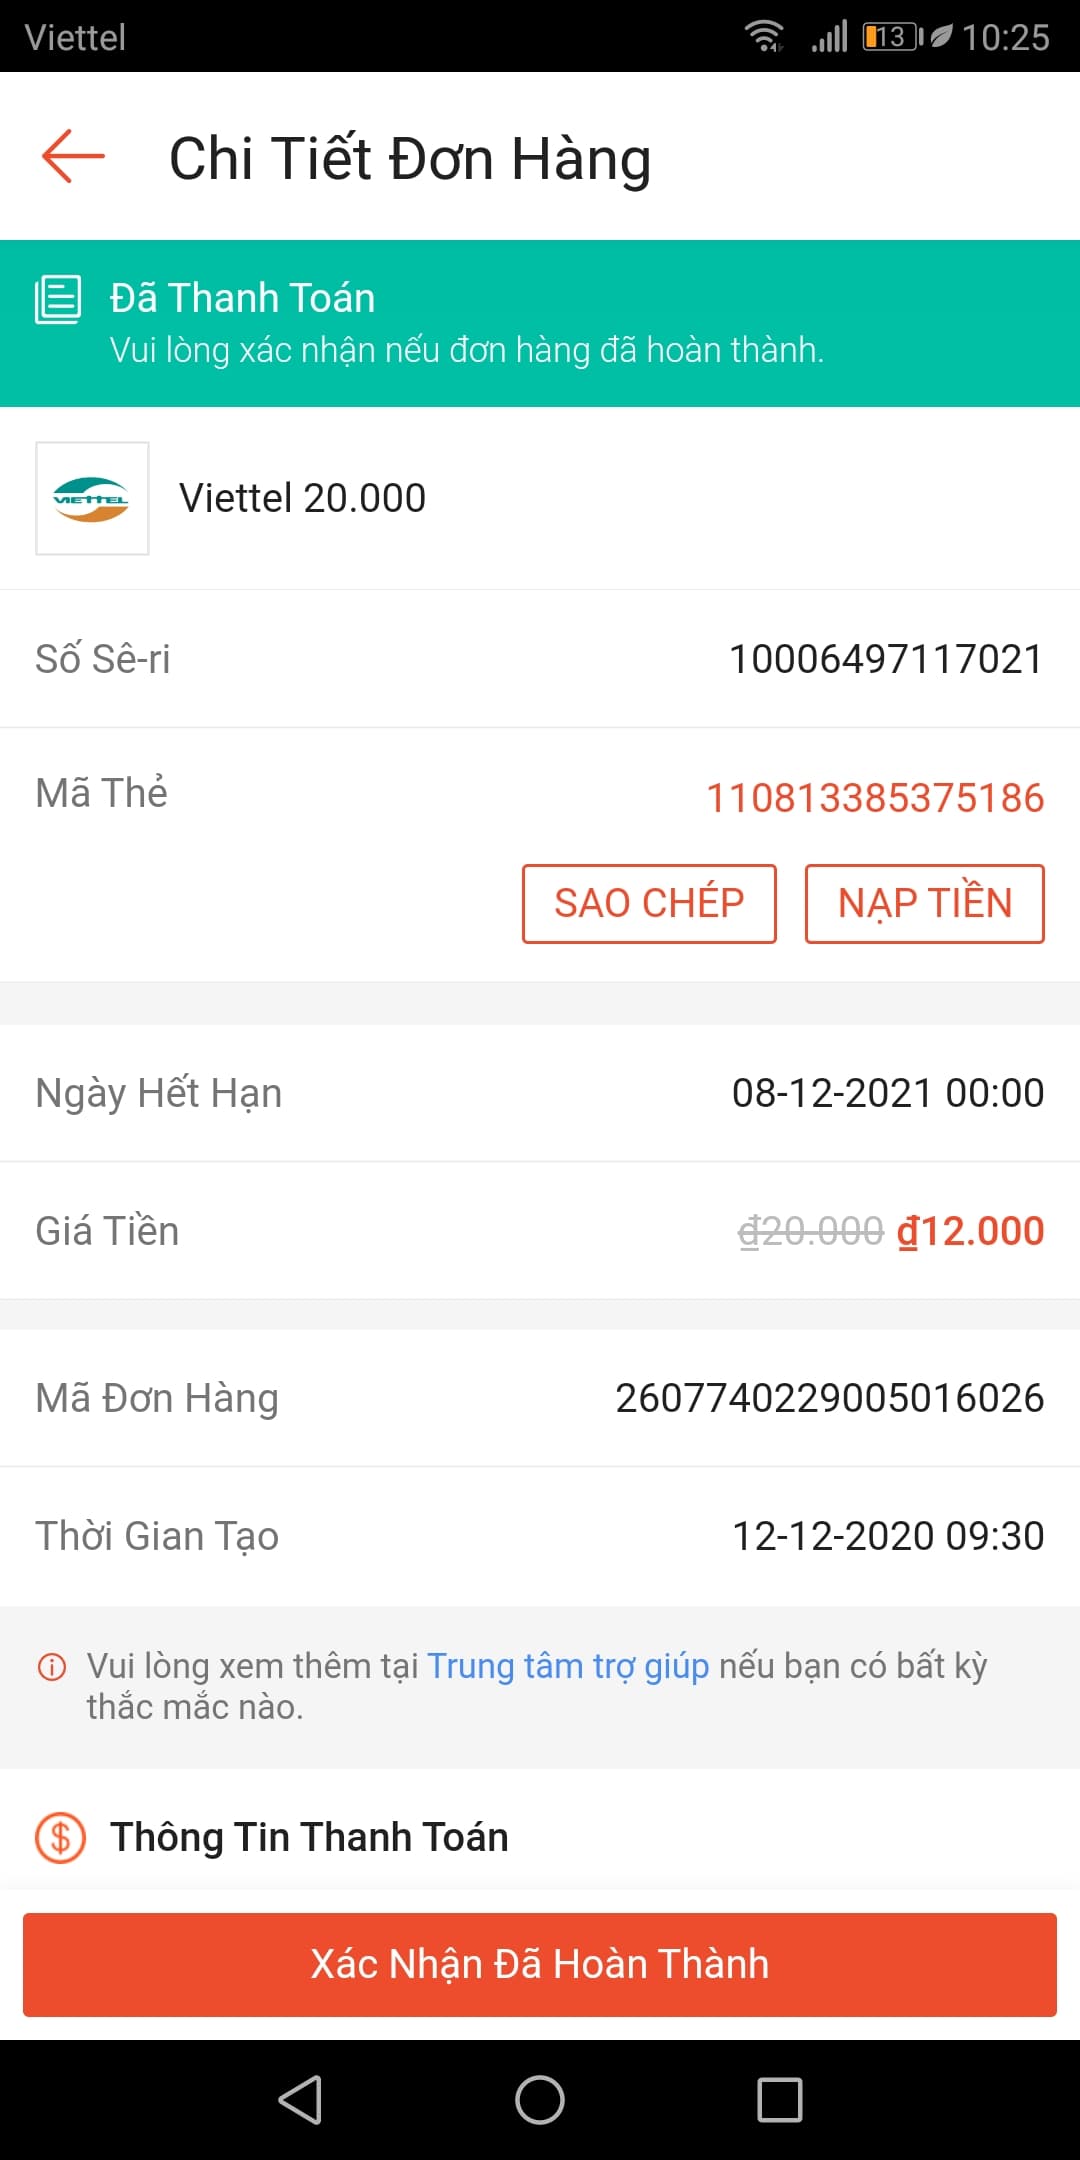 Viettel 13 10:25
Chi Tiết Đơn Hàng
Đã Thanh Toán
Vui lòng xác nhận nếu đơn hàng đã hoàn thành.
VIETTEL
Viettel 20.000
Số Sê-ri 10006497117021
Mã Thẻ 110813385375186
SAO CHÉP NẠP TIỀN
Ngày Hết Hạn 08-12-2021 00:00
Giá Tiền ₫20.000 ₫12.000
Mã Đơn Hàng 2607740229005016026
Thời Gian Tạo 12-12-2020 09:30
Vui lòng xem thêm tại Trung tâm trợ giúp nếu bạn có bất kỳ
thắc mắc nào.
Thông Tin Thanh Toán
Xác Nhận Đã Hoàn Thành